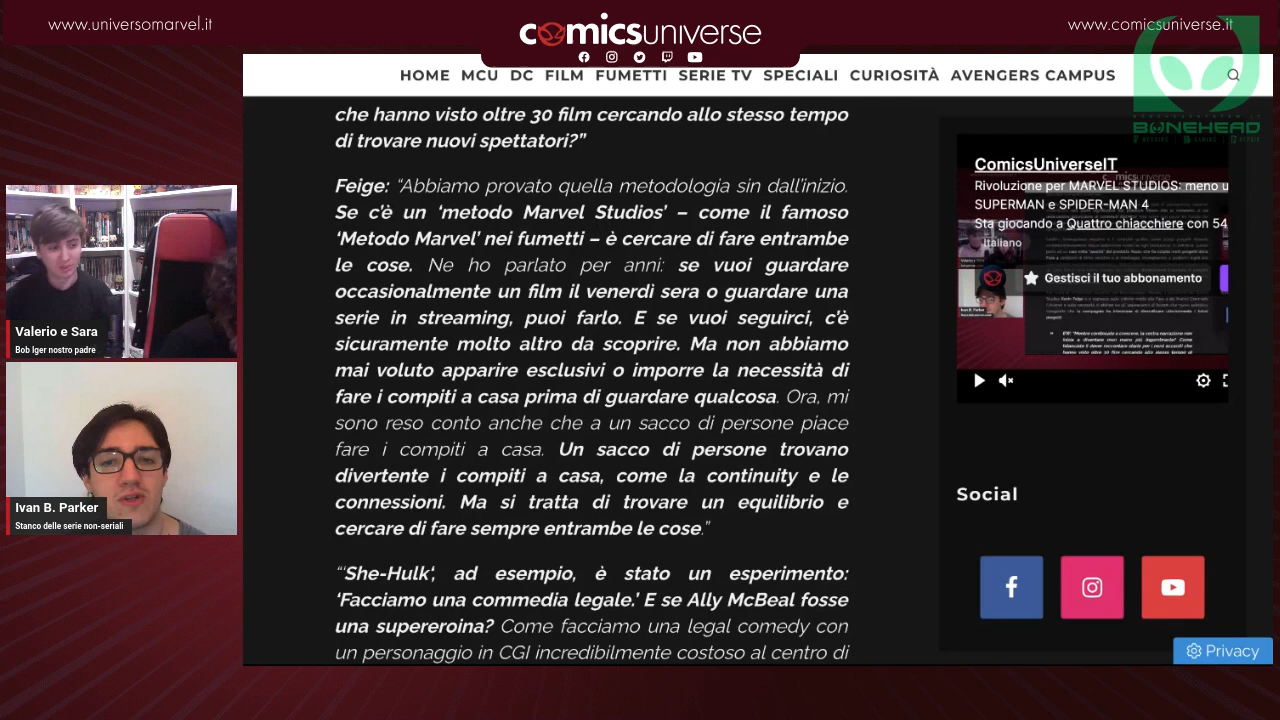 www.universomarvel.it
comicsuniverse
www.comicsuniverse.it
HOME MCU DC FILM FUMETTI SERIE TV SPECIALI CURIOSITÀ AVENGERS CAMPUS
BONEHEAD
che hanno visto oltre 30 film cercando allo stesso tempo
di trovare nuovi spettatori?”
Feige: “Abbiamo provato quella metodologia sin dall’inizio.
Se c’è un ‘metodo Marvel Studios’ – come il famoso
‘Metodo Marvel’ nei fumetti – è cercare di fare entrambe
le cose. Ne ho parlato per anni: se vuoi guardare
occasionalmente un film il venerdì sera o guardare una
serie in streaming, puoi farlo. E se vuoi seguirci, c’è
sicuramente molto altro da scoprire. Ma non abbiamo
mai voluto apparire esclusivi o imporre la necessità di
fare i compiti a casa prima di guardare qualcosa. Ora, mi
sono reso conto anche che a un sacco di persone piace
fare i compiti a casa. Un sacco di persone trovano
divertente i compiti a casa, come la continuity e le
connessioni. Ma si tratta di trovare un equilibrio e
cercare di fare sempre entrambe le cose.”
“‘She-Hulk‘, ad esempio, è stato un esperimento:
‘Facciamo una commedia legale.’ E se Ally McBeal fosse
una supereroina? Come facciamo una legal comedy con
un personaggio in CGI incredibilmente costoso al centro di
ComicsUniverseIT
Rivoluzione per MARVEL STUDIOS: meno u
SUPERMAN e SPIDER-MAN 4
Sta giocando a Quattro chiacchiere con 54
Italiano
Gestisci il tuo abbonamento
Social
Privacy
Valerio e Sara
Bob Iger nostro padre
Ivan B. Parker
Stanco delle serie non-seriali